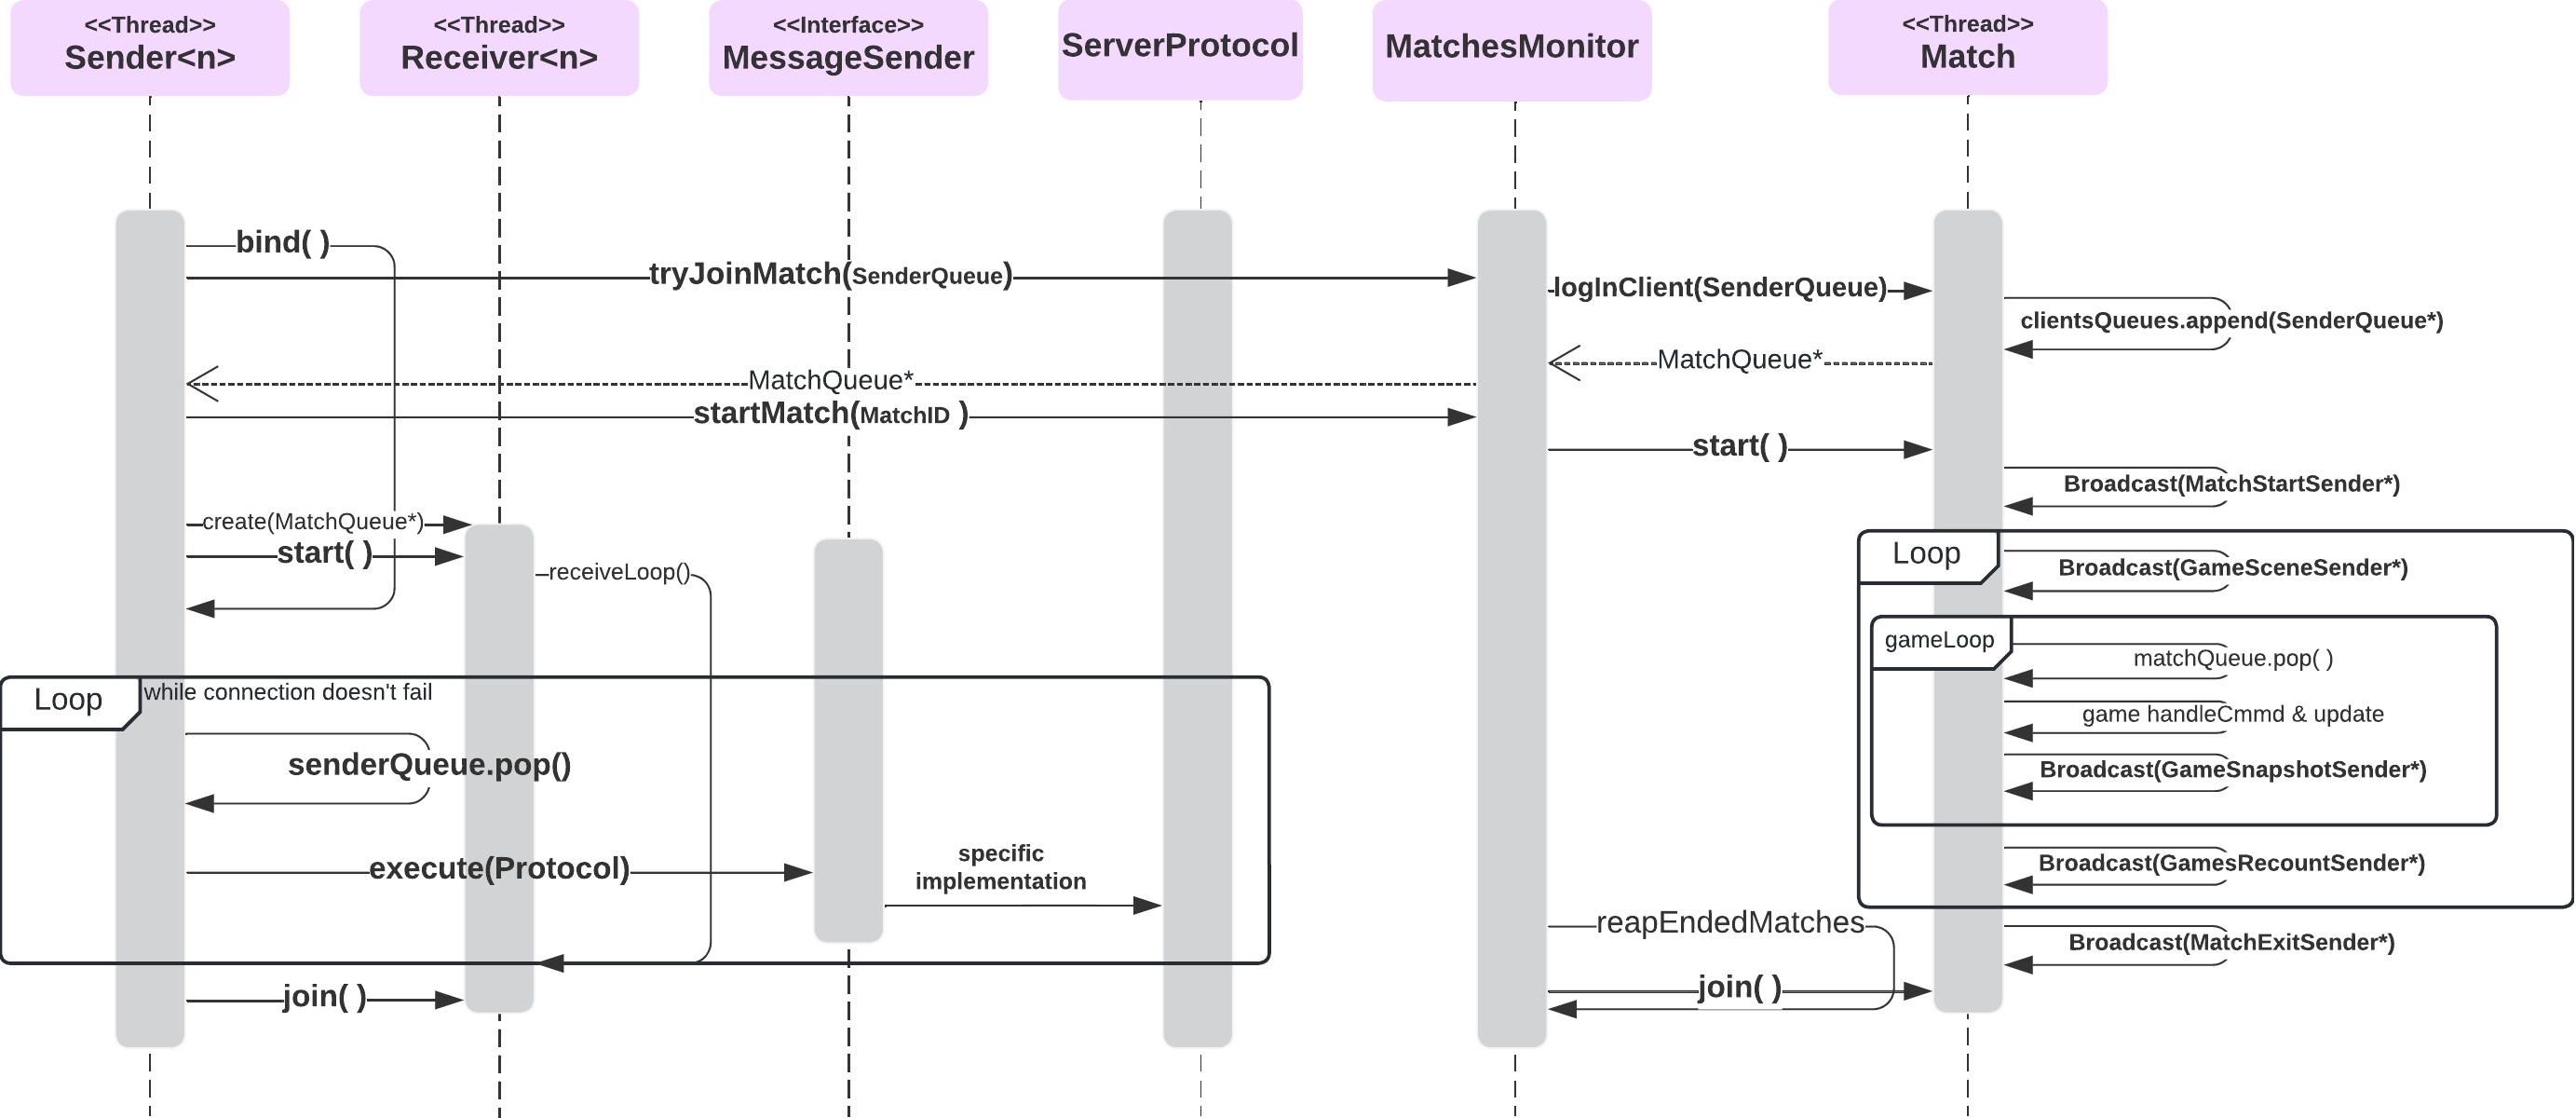 <<Thread>>
Sender<n>
<<Thread>>
Receiver<n>
<<Interface>>
MessageSender
ServerProtocol
MatchesMonitor
<<Thread>>
Match
bind( )
tryJoinMatch(SenderQueue)
logInClient(SenderQueue)
clientsQueues.append(SenderQueue*)
MatchQueue*
MatchQueue*
startMatch(MatchID )
start( )
Broadcast(MatchStartSender*)
create(MatchQueue*)
start( )
receiveLoop()
Loop
Broadcast(GameSceneSender*)
gameLoop
matchQueue.pop( )
Loop
while connection doesn't fail
game handleCmmd & update
senderQueue.pop()
Broadcast(GameSnapshotSender*)
execute(Protocol)
specific
implementation
Broadcast(GamesRecountSender*)
reapEndedMatches
Broadcast(MatchExitSender*)
join( )
join( )